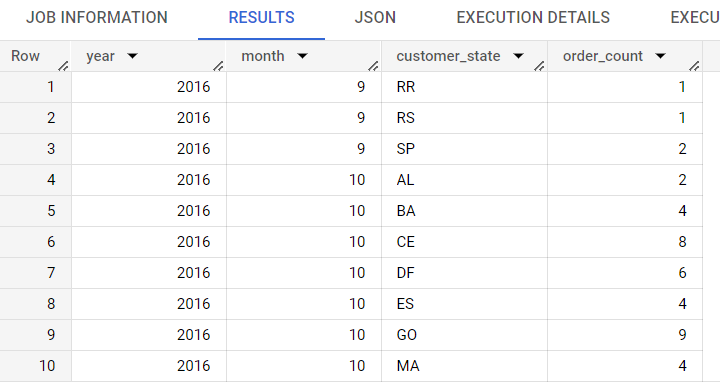 JOB INFORMATION RESULTS JSON EXECUTION DETAILS EXECU
Row year month customer_state order_count
1 2016 9 RR 1
2 2016 9 RS 1
3 2016 9 SP 2
4 2016 10 AL 2
5 2016 10 BA 4
6 2016 10 CE 8
7 2016 10 DF 6
8 2016 10 ES 4
9 2016 10 GO 9
10 2016 10 MA 4